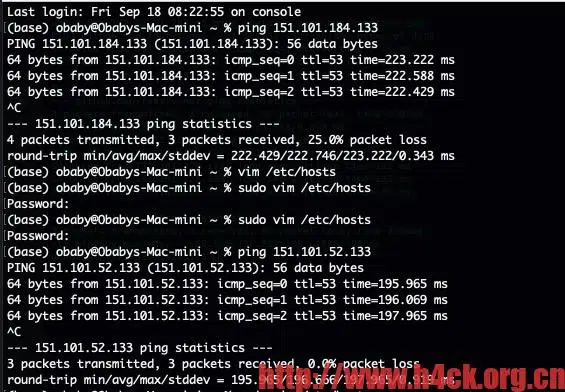 Last login: Fri Sep 18 08:22:55 on console
(base) obaby@Obabys-Mac-mini ~ % ping 151.101.184.133
PING 151.101.184.133 (151.101.184.133): 56 data bytes
64 bytes from 151.101.184.133: icmp_seq=0 ttl=53 time=223.222 ms
64 bytes from 151.101.184.133: icmp_seq=1 ttl=53 time=222.588 ms
64 bytes from 151.101.184.133: icmp_seq=2 ttl=53 time=222.429 ms
^C
--- 151.101.184.133 ping statistics ---
4 packets transmitted, 3 packets received, 25.0% packet loss
round-trip min/avg/max/stddev = 222.429/222.746/223.222/0.343 ms
(base) obaby@Obabys-Mac-mini ~ % vim /etc/hosts
(base) obaby@Obabys-Mac-mini ~ % sudo vim /etc/hosts
Password:
(base) obaby@Obabys-Mac-mini ~ % sudo vim /etc/hosts
Password:
(base) obaby@Obabys-Mac-mini ~ % ping 151.101.52.133
PING 151.101.52.133 (151.101.52.133): 56 data bytes
64 bytes from 151.101.52.133: icmp_seq=0 ttl=53 time=195.965 ms
64 bytes from 151.101.52.133: icmp_seq=1 ttl=53 time=196.069 ms
64 bytes from 151.101.52.133: icmp_seq=2 ttl=53 time=197.965 ms
^C
--- 151.101.52.133 ping statistics ---
3 packets transmitted, 3 packets received, 0.0% packet loss
round-trip min/avg/max/stddev = 195.965/196.666/197.965/0.919 ms
http://www.h4ck.org.cn